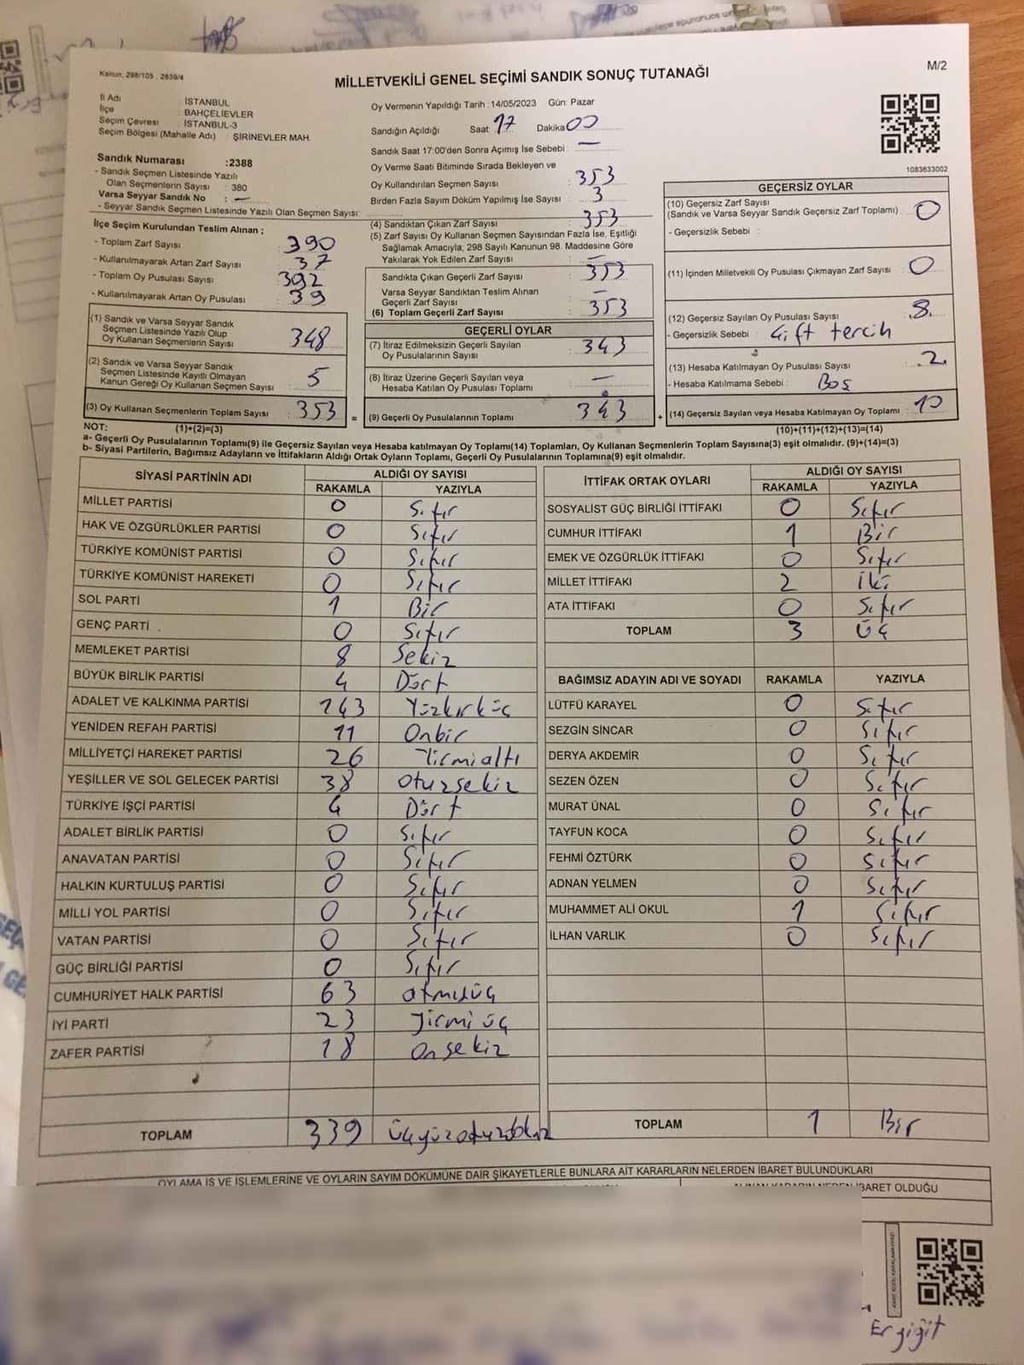 Kanun, 298/105 , 2839/4
MİLLETVEKİLİ GENEL SEÇİMİ SANDIK SONUÇ TUTANAĞI
M/2
İl Adı : İSTANBUL
İlçe : BAHÇELİEVLER
Seçim Çevresi : İSTANBUL-3
Seçim Bölgesi (Mahalle Adı) : ŞİRİNEVLER MAH.
Sandık Numarası :2388
- Sandık Seçmen Listesinde Yazılı
Olan Seçmenlerin Sayısı : 380
Varsa Seyyar Sandık No : —
- Seyyar Sandık Seçmen Listesinde Yazılı Olan Seçmen Sayısı:
İlçe Seçim Kurulundan Teslim Alınan ;
- Toplam Zarf Sayısı : 390
- Kullanılmayarak Artan Zarf Sayısı : 37
- Toplam Oy Pusulası Sayısı : 392
- Kullanılmayarak Artan Oy Pusulası : 39
(1) Sandık ve Varsa Seyyar Sandık
Seçmen Listesinde Yazılı Olup
Oy Kullanan Seçmenlerin Sayısı : 348
(2) Sandık ve Varsa Seyyar Sandık
Seçmen Listesinde Kayıtlı Olmayan
Kanun Gereği Oy Kullanan Seçmen Sayısı : 5
(3) Oy Kullanan Seçmenlerin Toplam Sayısı : 353
Oy Vermenin Yapıldığı Tarih : 14/05/2023 Gün: Pazar
Sandığın Açıldığı Saat 17 Dakika 00
Sandık Saat 17:00'den Sonra Açımış İse Sebebi : —
Oy Verme Saati Bitiminde Sırada Bekleyen ve
Oy Kullandırılan Seçmen Sayısı : 353
Birden Fazla Sayım Döküm Yapılmış İse Sayısı : 3
(4) Sandıktan Çıkan Zarf Sayısı : 353
(5) Zarf Sayısı Oy Kullanan Seçmen Sayısından Fazla İse, Eşitliği
Sağlamak Amacıyla; 298 Sayılı Kanunun 98. Maddesine Göre
Yakılarak Yok Edilen Zarf Sayısı : —
Sandıkta Çıkan Geçerli Zarf Sayısı : 353
Varsa Seyyar Sandıktan Teslim Alınan
Geçerli Zarf Sayısı : —
(6) Toplam Geçerli Zarf Sayısı : 353
GEÇERLİ OYLAR
(7) İtiraz Edilmeksizin Geçerli Sayılan
Oy Pusulalarının Sayısı : 343
(8) İtiraz Üzerine Geçerli Sayılan veya
Hesaba Katılan Oy Pusulası Toplamı : —
= (9) Geçerli Oy Pusulalarının Toplamı : 343 +
1083633002
GEÇERSİZ OYLAR
(10) Geçersiz Zarf Sayısı
(Sandık ve Varsa Seyyar Sandık Geçersiz Zarf Toplamı) : 0
- Geçersizlik Sebebi :
(11) İçinden Milletvekili Oy Pusulası Çıkmayan Zarf Sayısı : 0
(12) Geçersiz Sayılan Oy Pusulası Sayısı : 8.
- Geçersizlik Sebebi : Çift tercih
(13) Hesaba Katılmayan Oy Pusulası Sayısı : 2.
- Hesaba Katılmama Sebebi : Boş
(14) Geçersiz Sayılan veya Hesaba Katılmayan Oy Toplamı : 10
NOT: (1)+(2)=(3) (10)+(11)+(12)+(13)=(14)
a- Geçerli Oy Pusulalarının Toplamı(9) ile Geçersiz Sayılan veya Hesaba katılmayan Oy Toplamı(14) Toplamları, Oy Kullanan Seçmenlerin Toplam Sayısına(3) eşit olmalıdır. (9)+(14)=(3)
b- Siyasi Partilerin, Bağımsız Adayların ve İttifakların Aldığı Ortak Oyların Toplamı, Geçerli Oy Pusulalarının Toplamına(9) eşit olmalıdır.
SİYASİ PARTİNİN ADI ALDIĞI OY SAYISI
RAKAMLA YAZIYLA
MİLLET PARTİSİ 0 Sıfır
HAK VE ÖZGÜRLÜKLER PARTİSİ 0 Sıfır
TÜRKİYE KOMÜNİST PARTİSİ 0 Sıfır
TÜRKİYE KOMÜNİST HAREKETİ 0 Sıfır
SOL PARTİ 1 Bir
GENÇ PARTİ 0 Sıfır
MEMLEKET PARTİSİ 8 Sekiz
BÜYÜK BİRLİK PARTİSİ 4 Dört
ADALET VE KALKINMA PARTİSİ 143 Yüzkırküç
YENİDEN REFAH PARTİSİ 11 Onbir
MİLLİYETÇİ HAREKET PARTİSİ 26 Yirmialtı
YEŞİLLER VE SOL GELECEK PARTİSİ 38 Otuzsekiz
TÜRKİYE İŞÇİ PARTİSİ 4 Dört
ADALET BİRLİK PARTİSİ 0 Sıfır
ANAVATAN PARTİSİ 0 Sıfır
HALKIN KURTULUŞ PARTİSİ 0 Sıfır
MİLLİ YOL PARTİSİ 0 Sıfır
VATAN PARTİSİ 0 Sıfır
GÜÇ BİRLİĞİ PARTİSİ 0 Sıfır
CUMHURİYET HALK PARTİSİ 63 Atmışüç
İYİ PARTİ 23 Yirmi üç
ZAFER PARTİSİ 18 Onsekiz
TOPLAM 339 üçyüzotuzdokuz
İTTİFAK ORTAK OYLARI ALDIĞI OY SAYISI
RAKAMLA YAZIYLA
SOSYALİST GÜÇ BİRLİĞİ İTTİFAKI 0 Sıfır
CUMHUR İTTİFAKI 1 Bir
EMEK VE ÖZGÜRLÜK İTTİFAKI 0 Sıfır
MİLLET İTTİFAKI 2 iki
ATA İTTİFAKI 0 Sıfır
TOPLAM 3 üç
BAĞIMSIZ ADAYIN ADI VE SOYADI RAKAMLA YAZIYLA
LÜTFÜ KARAYEL 0 Sıfır
SEZGİN SİNCAR 0 Sıfır
DERYA AKDEMİR 0 Sıfır
SEZEN ÖZEN 0 Sıfır
MURAT ÜNAL 0 Sıfır
TAYFUN KOCA 0 Sıfır
FEHMİ ÖZTÜRK 0 Sıfır
ADNAN YELMEN 0 Sıfır
MUHAMMET ALİ OKUL 1 Sıfır
İLHAN VARLIK 0 Sıfır
TOPLAM 1 Bir
OYLAMA İŞ VE İŞLEMLERİNE VE OYLARIN SAYIM DÖKÜMÜNE DAİR ŞİKAYETLERLE BUNLARA AİT KARARLARIN NELERDEN İBARET BULUNDUKLARI
ALINAN KARARIN NEDEN İBARET OLDUĞU